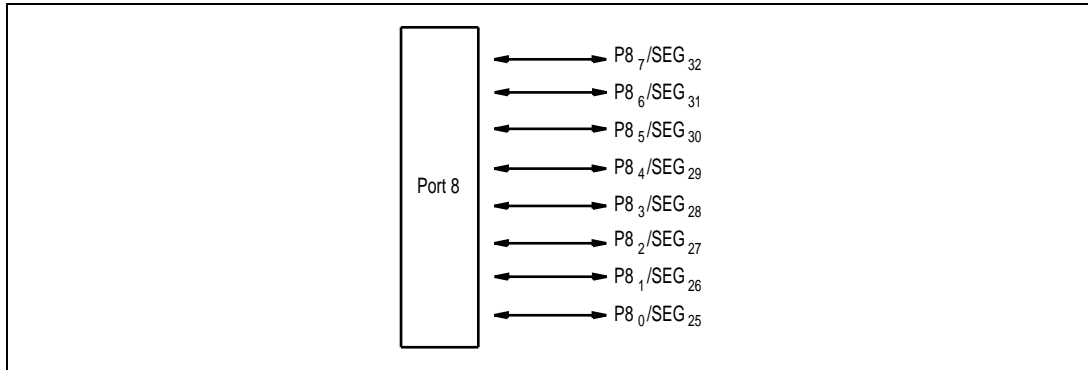 P8 7/SEG 32
P8 6/SEG 31
P8 5/SEG 30
P8 4/SEG 29
Port 8
P8 3/SEG 28
P8 2/SEG 27
P8 1/SEG 26
P8 0/SEG 25